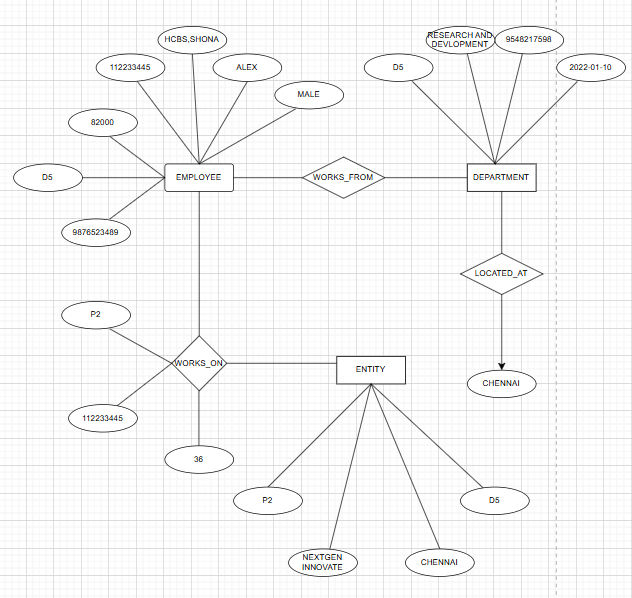 HCBS,SHONA
RESEARCH AND
DEVLOPMENT
9548217598
112233445
ALEX
D5
2022-01-10
MALE
82000
D5
EMPLOYEE
WORKS_FROM
DEPARTMENT
9876523489
LOCATED_AT
P2
WORKS_ON
ENTITY
CHENNAI
112233445
36
P2
D5
NEXTGEN
INNOVATE
CHENNAI